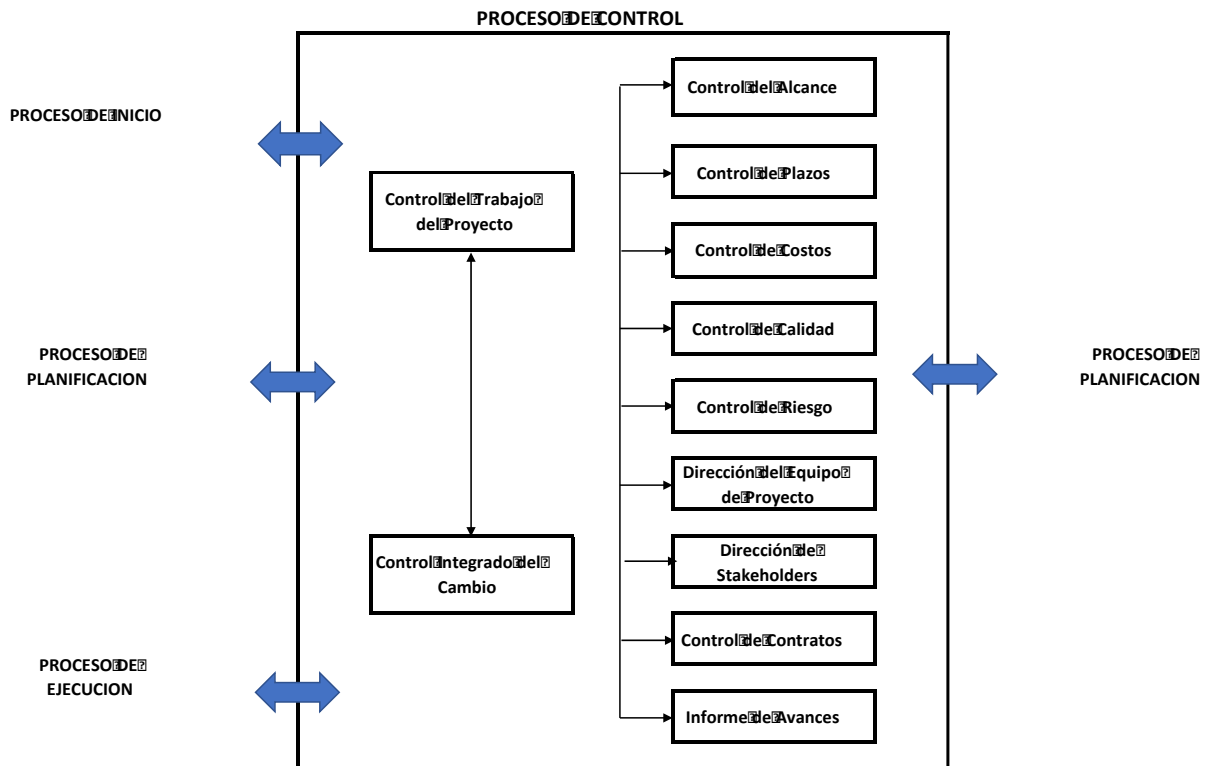 PROCESO DE CONTROL
PROCESO DE INICIO
PROCESO DE
PLANIFICACION
PROCESO DE
EJECUCION
Control del Trabajo
del Proyecto
Control Integrado del
Cambio
Control del Alcance
Control de Plazos
Control de Costos
Control de Calidad
Control de Riesgo
Dirección del Equipo
de Proyecto
Dirección de
Stakeholders
Control de Contratos
Informe de Avances
PROCESO DE
PLANIFICACION